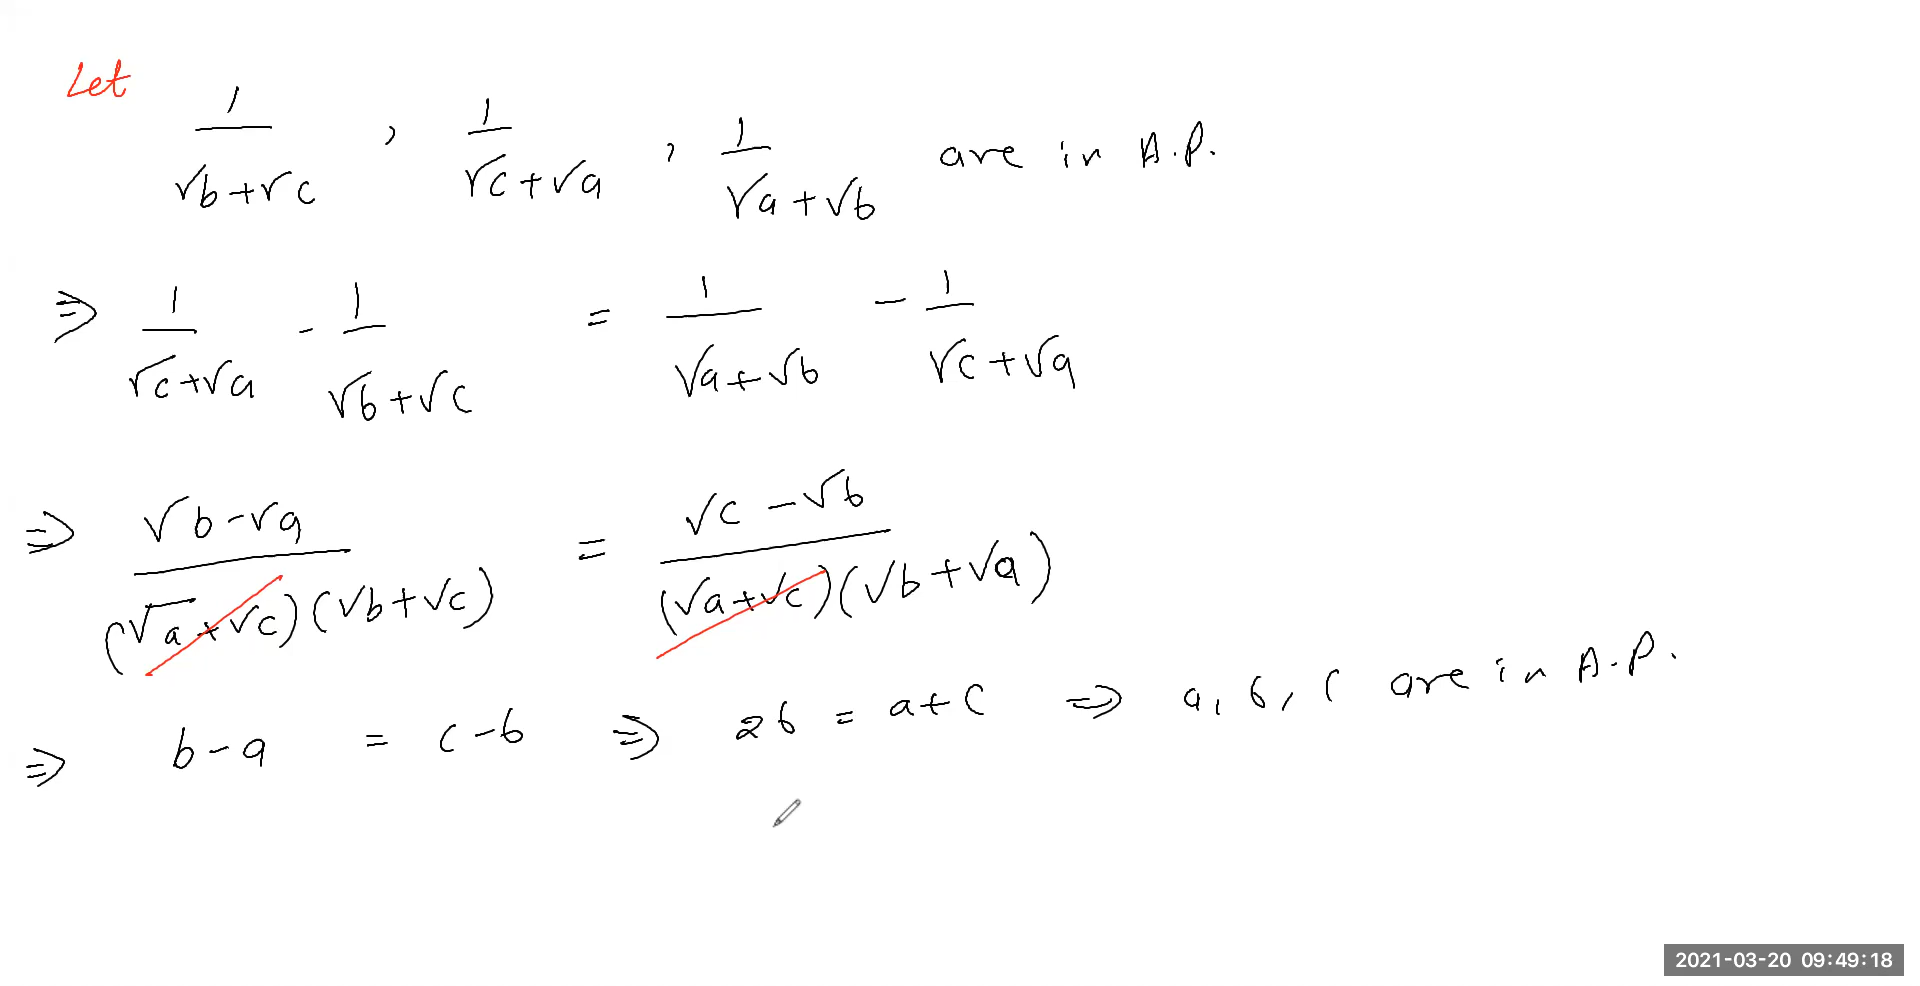 Let 1/(√b+√c) , 1/(√c+√a) , 1/(√a+√b) are in A.P.
⇒ 1/(√c+√a) - 1/(√b+√c) = 1/(√a+√b) - 1/(√c+√a)
⇒ (√b-√a)/((√a+√c)(√b+√c)) = (√c-√b)/((√a+√c)(√b+√a))
⇒ b-a = c-b ⇒ 2b = a+c ⇒ a, b, c are in A.P.
2021-03-20 09:49:18